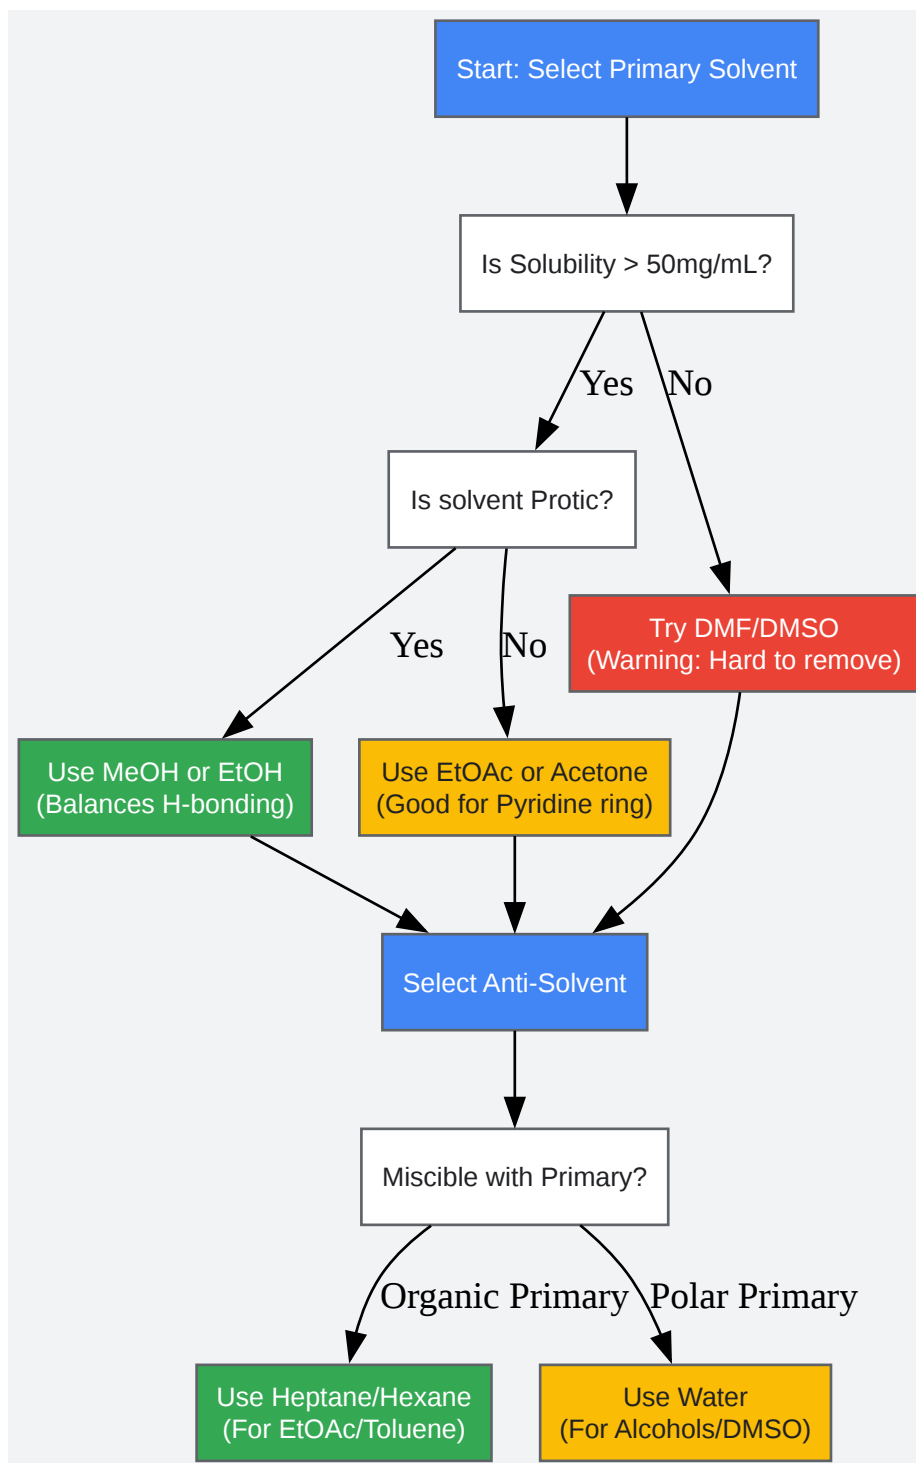 Start: Select Primary Solvent
Is Solubility > 50mg/mL?
Yes
No
Is solvent Protic?
Try DMF/DMSO
(Warning: Hard to remove)
Yes
No
Use MeOH or EtOH
(Balances H-bonding)
Use EtOAc or Acetone
(Good for Pyridine ring)
Select Anti-Solvent
Miscible with Primary?
Organic Primary
Polar Primary
Use Heptane/Hexane
(For EtOAc/Toluene)
Use Water
(For Alcohols/DMSO)